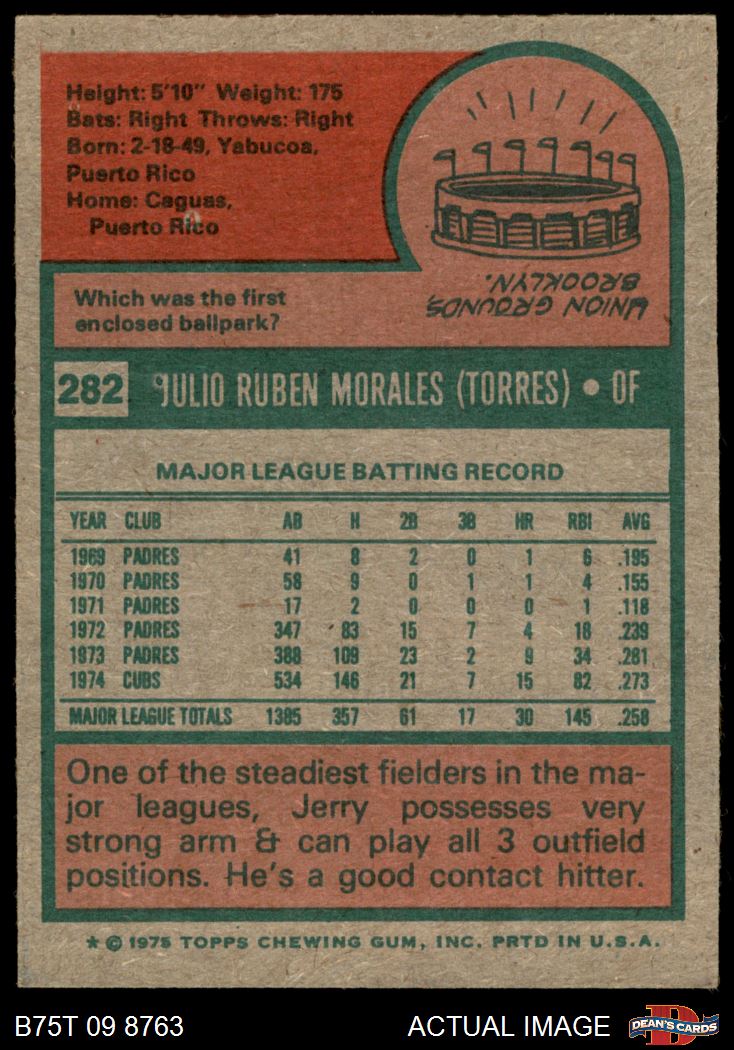 Height: 5'10" Weight: 175
Bats: Right Throws: Right
Born: 2-18-49, Yabucoa,
Puerto Rico
Home: Caguas,
Puerto Rico
Which was the first
enclosed ballpark?
UNION GROUNDS,
BROOKLYN.
282 JULIO RUBEN MORALES (TORRES) • OF
MAJOR LEAGUE BATTING RECORD
YEAR CLUB AB H 2B 3B HR RBI AVG
1969 PADRES 41 8 2 0 1 6 .195
1970 PADRES 58 9 0 1 1 4 .155
1971 PADRES 17 2 0 0 0 1 .118
1972 PADRES 347 83 15 7 4 18 .239
1973 PADRES 388 109 23 2 9 34 .281
1974 CUBS 534 146 21 7 15 82 .273
MAJOR LEAGUE TOTALS 1385 357 61 17 30 145 .258
One of the steadiest fielders in the ma-
jor leagues, Jerry possesses very
strong arm & can play all 3 outfield
positions. He's a good contact hitter.
* © 1975 TOPPS CHEWING GUM, INC. PRTD IN U.S.A.
B75T 09 8763 ACTUAL IMAGE DEAN'S CARDS